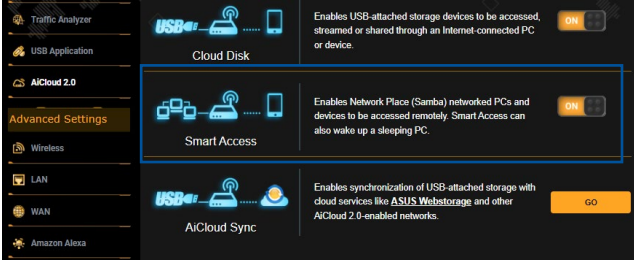 Traffic Analyzer
USB Application
AiCloud 2.0
Advanced Settings
Wireless
LAN
WAN
Amazon Alexa
USB
Cloud Disk
Enables USB-attached storage devices to be accessed,
streamed or shared through an Internet-connected PC
or device.
ON
Smart Access
Enables Network Place (Samba) networked PCs and
devices to be accessed remotely. Smart Access can
also wake up a sleeping PC.
ON
USB
AiCloud Sync
Enables synchronization of USB-attached storage with
cloud services like ASUS Webstorage and other
AiCloud 2.0-enabled networks.
GO